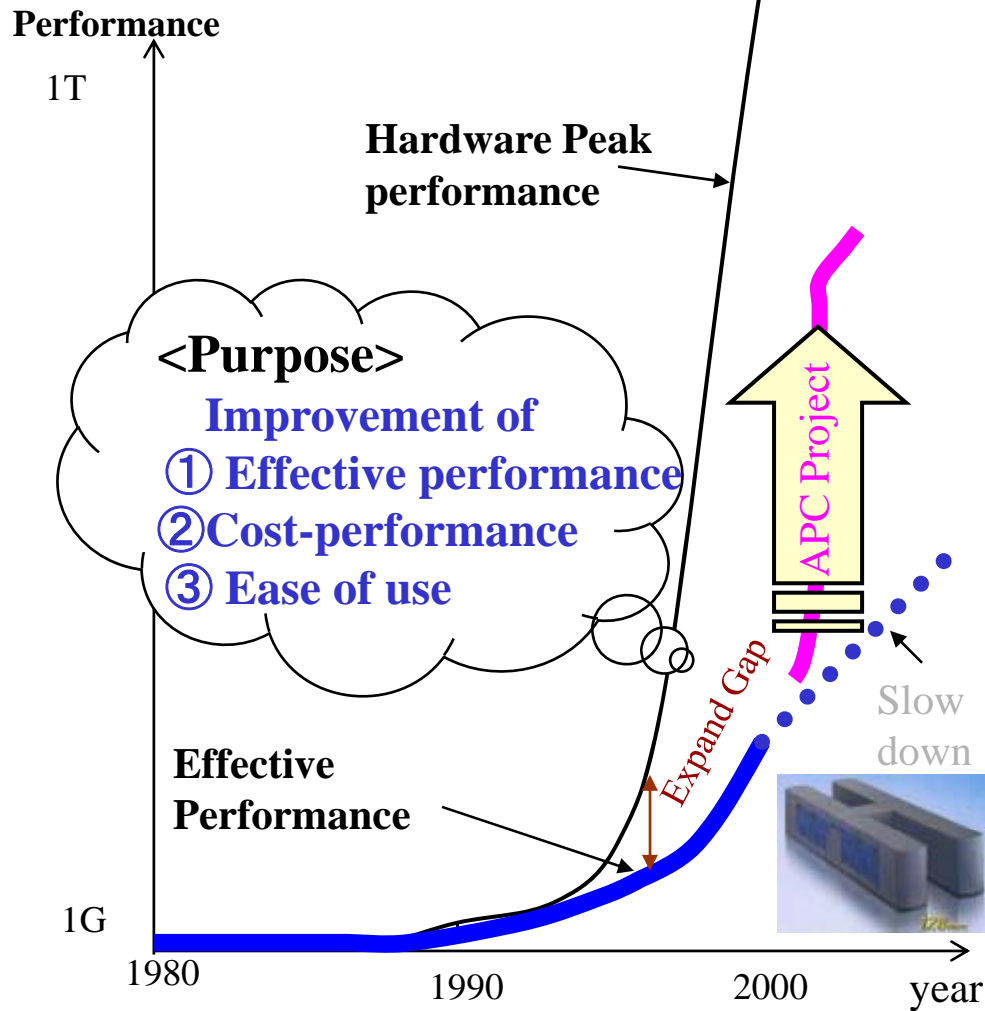 Performance
1T
Hardware Peak
performance
<Purpose>
Improvement of
① Effective performance
②Cost-performance
③ Ease of use
APC Project
Expand Gap
Slow
down
Effective
Performance
1G
1980
1990
2000
year